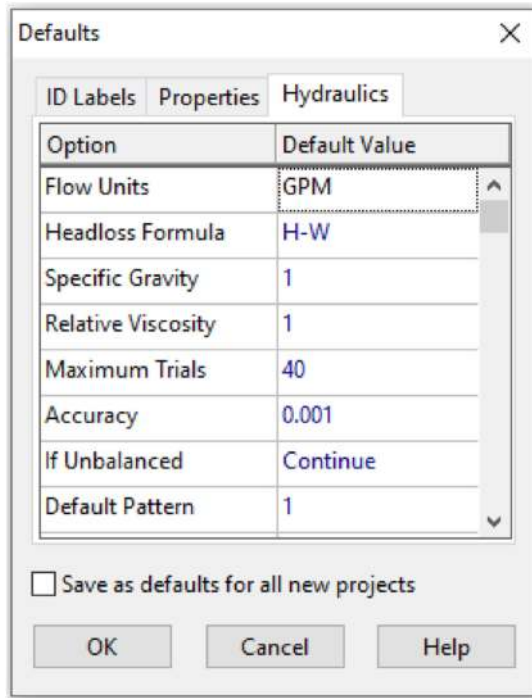 Defaults
ID Labels Properties Hydraulics
Option Default Value
Flow Units GPM
Headloss Formula H-W
Specific Gravity 1
Relative Viscosity 1
Maximum Trials 40
Accuracy 0.001
If Unbalanced Continue
Default Pattern 1
Save as defaults for all new projects
OK Cancel Help